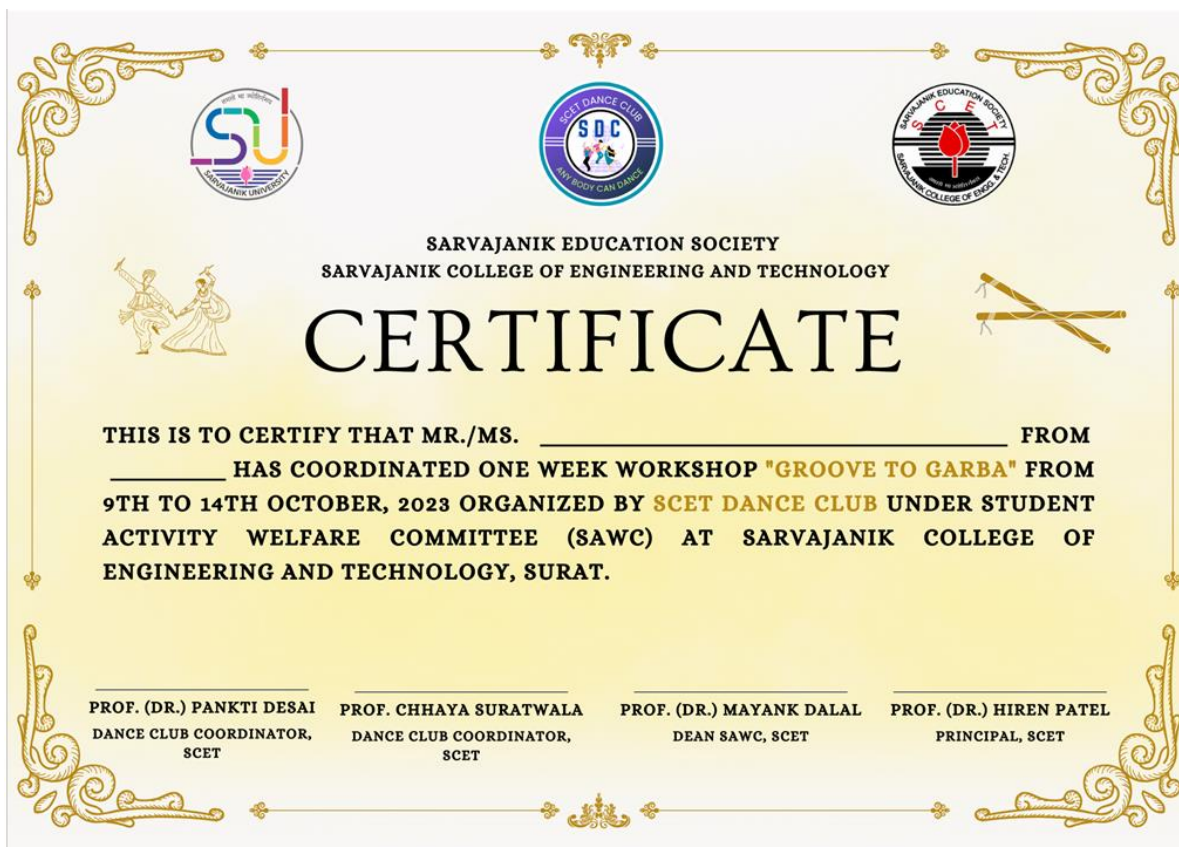 SARVAJANIK UNIVERSITY
SCET DANCE CLUB
SDC
ANY BODY CAN DANCE
SARVAJANIK EDUCATION SOCIETY
SCET
SARVAJANIK COLLEGE OF ENGG. & TECH.
SARVAJANIK EDUCATION SOCIETY
SARVAJANIK COLLEGE OF ENGINEERING AND TECHNOLOGY
CERTIFICATE
THIS IS TO CERTIFY THAT MR./MS. ____________________ FROM
________ HAS COORDINATED ONE WEEK WORKSHOP "GROOVE TO GARBA" FROM
9TH TO 14TH OCTOBER, 2023 ORGANIZED BY SCET DANCE CLUB UNDER STUDENT
ACTIVITY WELFARE COMMITTEE (SAWC) AT SARVAJANIK COLLEGE OF
ENGINEERING AND TECHNOLOGY, SURAT.
PROF. (DR.) PANKTI DESAI
DANCE CLUB COORDINATOR,
SCET
PROF. CHHAYA SURATWALA
DANCE CLUB COORDINATOR,
SCET
PROF. (DR.) MAYANK DALAL
DEAN SAWC, SCET
PROF. (DR.) HIREN PATEL
PRINCIPAL, SCET